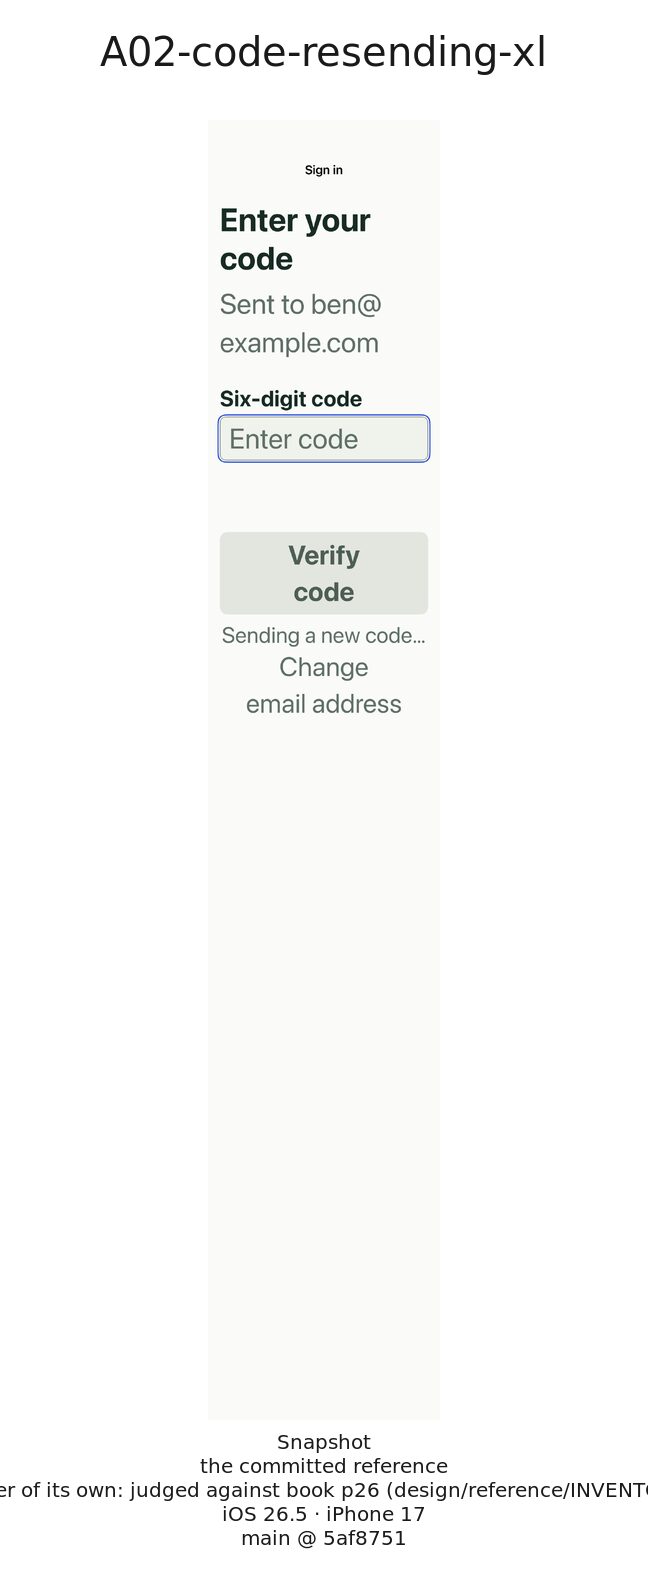 A02-code-resending-xl
Sign in
Enter your
code
Sent to ben@
example.com
Six-digit code
Enter code
Verify
code
Sending a new code...
Change
email address
Snapshot
the committed reference
er of its own: judged against book p26 (design/reference/INVENTO
iOS 26.5 · iPhone 17
main @ 5af8751